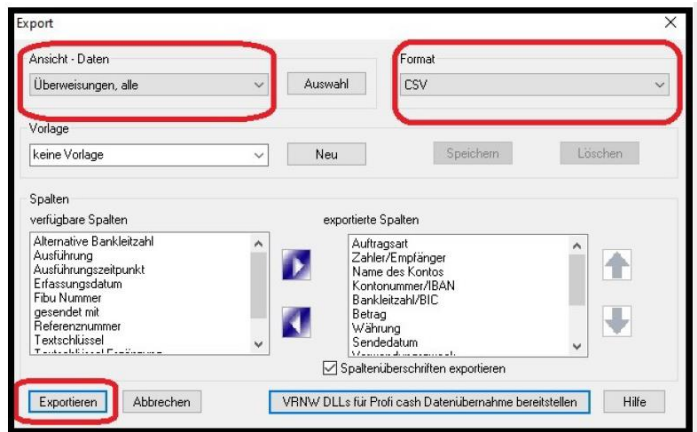 Export
Ansicht - Daten
Format
Überweisungen, alle
Auswahl
CSV
Vorlage
keine Vorlage
Neu
Speichern
Löschen
Spalten
verfügbare Spalten
exportierte Spalten
Alternative Bankleitzahl
Ausführung
Ausführungszeitpunkt
Erfassungsdatum
Fibu Nummer
gesendet mit
Referenznummer
Textschlüssel
Auftragsart
Zahler/Empfänger
Name des Kontos
Kontonummer/IBAN
Bankleitzahl/BIC
Betrag
Währung
Sendedatum
Spaltenüberschriften exportieren
Exportieren
Abbrechen
VRNW DLLs für Profi cash Datenübernahme bereitstellen
Hilfe